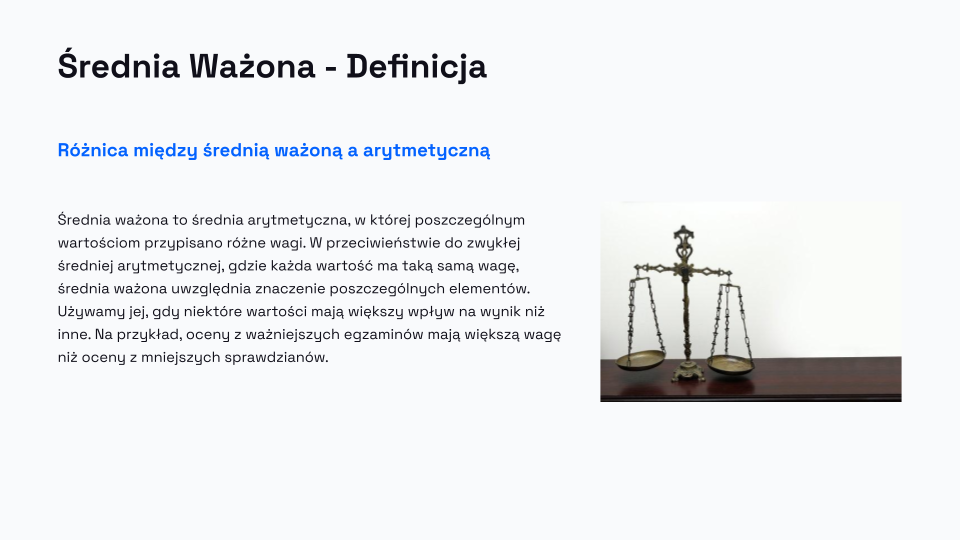 Średnia Ważona - Definicja
Różnica między średnią ważoną a arytmetyczną
Średnia ważona to średnia arytmetyczna, w której poszczególnym
wartościom przypisano różne wagi. W przeciwieństwie do zwykłej
średniej arytmetycznej, gdzie każda wartość ma taką samą wagę,
średnia ważona uwzględnia znaczenie poszczególnych elementów.
Używamy jej, gdy niektóre wartości mają większy wpływ na wynik niż
inne. Na przykład, oceny z ważniejszych egzaminów mają większą wagę
niż oceny z mniejszych sprawdzianów.